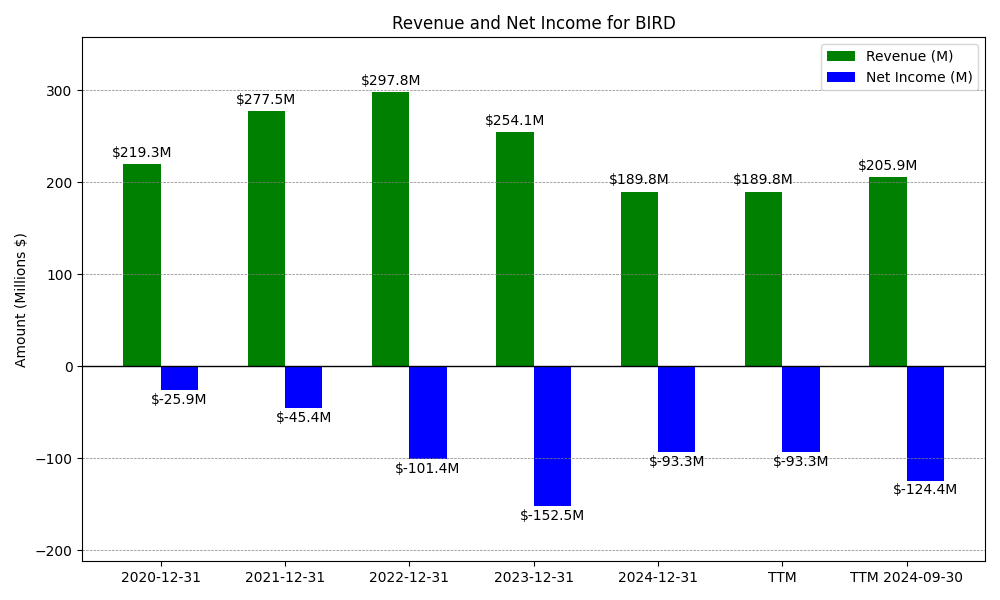 Revenue and Net Income for BIRD
Revenue (M)
Net Income (M)
Amount (Millions $)
300
200
100
0
−100
−200
$219.3M
$277.5M
$297.8M
$254.1M
$189.8M
$189.8M
$205.9M
$-25.9M
$-45.4M
$-101.4M
$-152.5M
$-93.3M
$-93.3M
$-124.4M
2020-12-31
2021-12-31
2022-12-31
2023-12-31
2024-12-31
TTM
TTM 2024-09-30